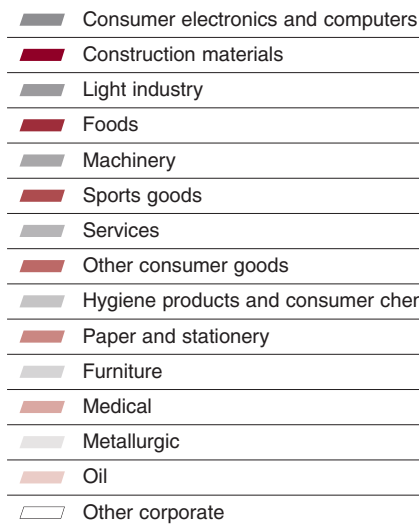 Consumer electronics and computers
Construction materials
Light industry
Foods
Machinery
Sports goods
Services
Other consumer goods
Hygiene products and consumer
Paper and stationery
Furniture
Medical
Metallurgic
Oil
Other corporate